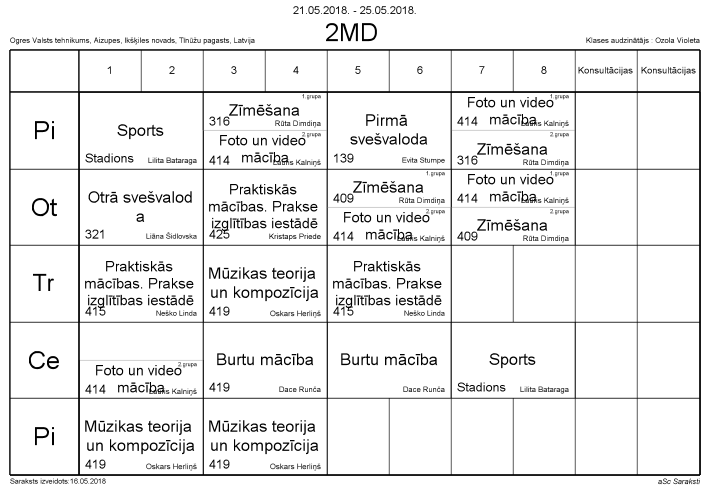 21.05.2018. - 25.05.2018.
2MD
Ogres Valsts tehnikums, Aizupes, Ikšķiles novads, Tīnūžu pagasts, Latvija
Klases audzinātājs : Ozola Violeta
1 2 3 4 5 6 7 8 Konsultācijas Konsultācijas
Pi
Sports
Stadions Lilita Bataraga
1.grupa
Zīmēšana
316 Rūta Dimdiņa
2.grupa
Foto un video
mācība
414 Lauris Kalniņš
Pirmā
svešvaloda
139 Evita Stumpe
1.grupa
Foto un video
mācība
414 Lauris Kalniņš
2.grupa
Zīmēšana
316 Rūta Dimdiņa
Ot
Otrā svešvalod
a
321 Liāna Šidlovska
Praktiskās
mācības. Prakse
izglītības iestādē
425 Kristaps Priede
1.grupa
Zīmēšana
409 Rūta Dimdiņa
2.grupa
Foto un video
mācība
414 Lauris Kalniņš
1.grupa
Foto un video
mācība
414 Lauris Kalniņš
2.grupa
Zīmēšana
409 Rūta Dimdiņa
Tr
Praktiskās
mācības. Prakse
izglītības iestādē
415 Neško Linda
Mūzikas teorija
un kompozīcija
419 Oskars Herliņš
Praktiskās
mācības. Prakse
izglītības iestādē
415 Neško Linda
Ce
2.grupa
Foto un video
mācība
414 Lauris Kalniņš
Burtu mācība
419 Dace Runča
Burtu mācība
Dace Runča
Sports
Stadions Lilita Bataraga
Pi
Mūzikas teorija
un kompozīcija
419 Oskars Herliņš
Mūzikas teorija
un kompozīcija
419 Oskars Herliņš
Saraksts izveidots:16.05.2018
aSc Saraksti